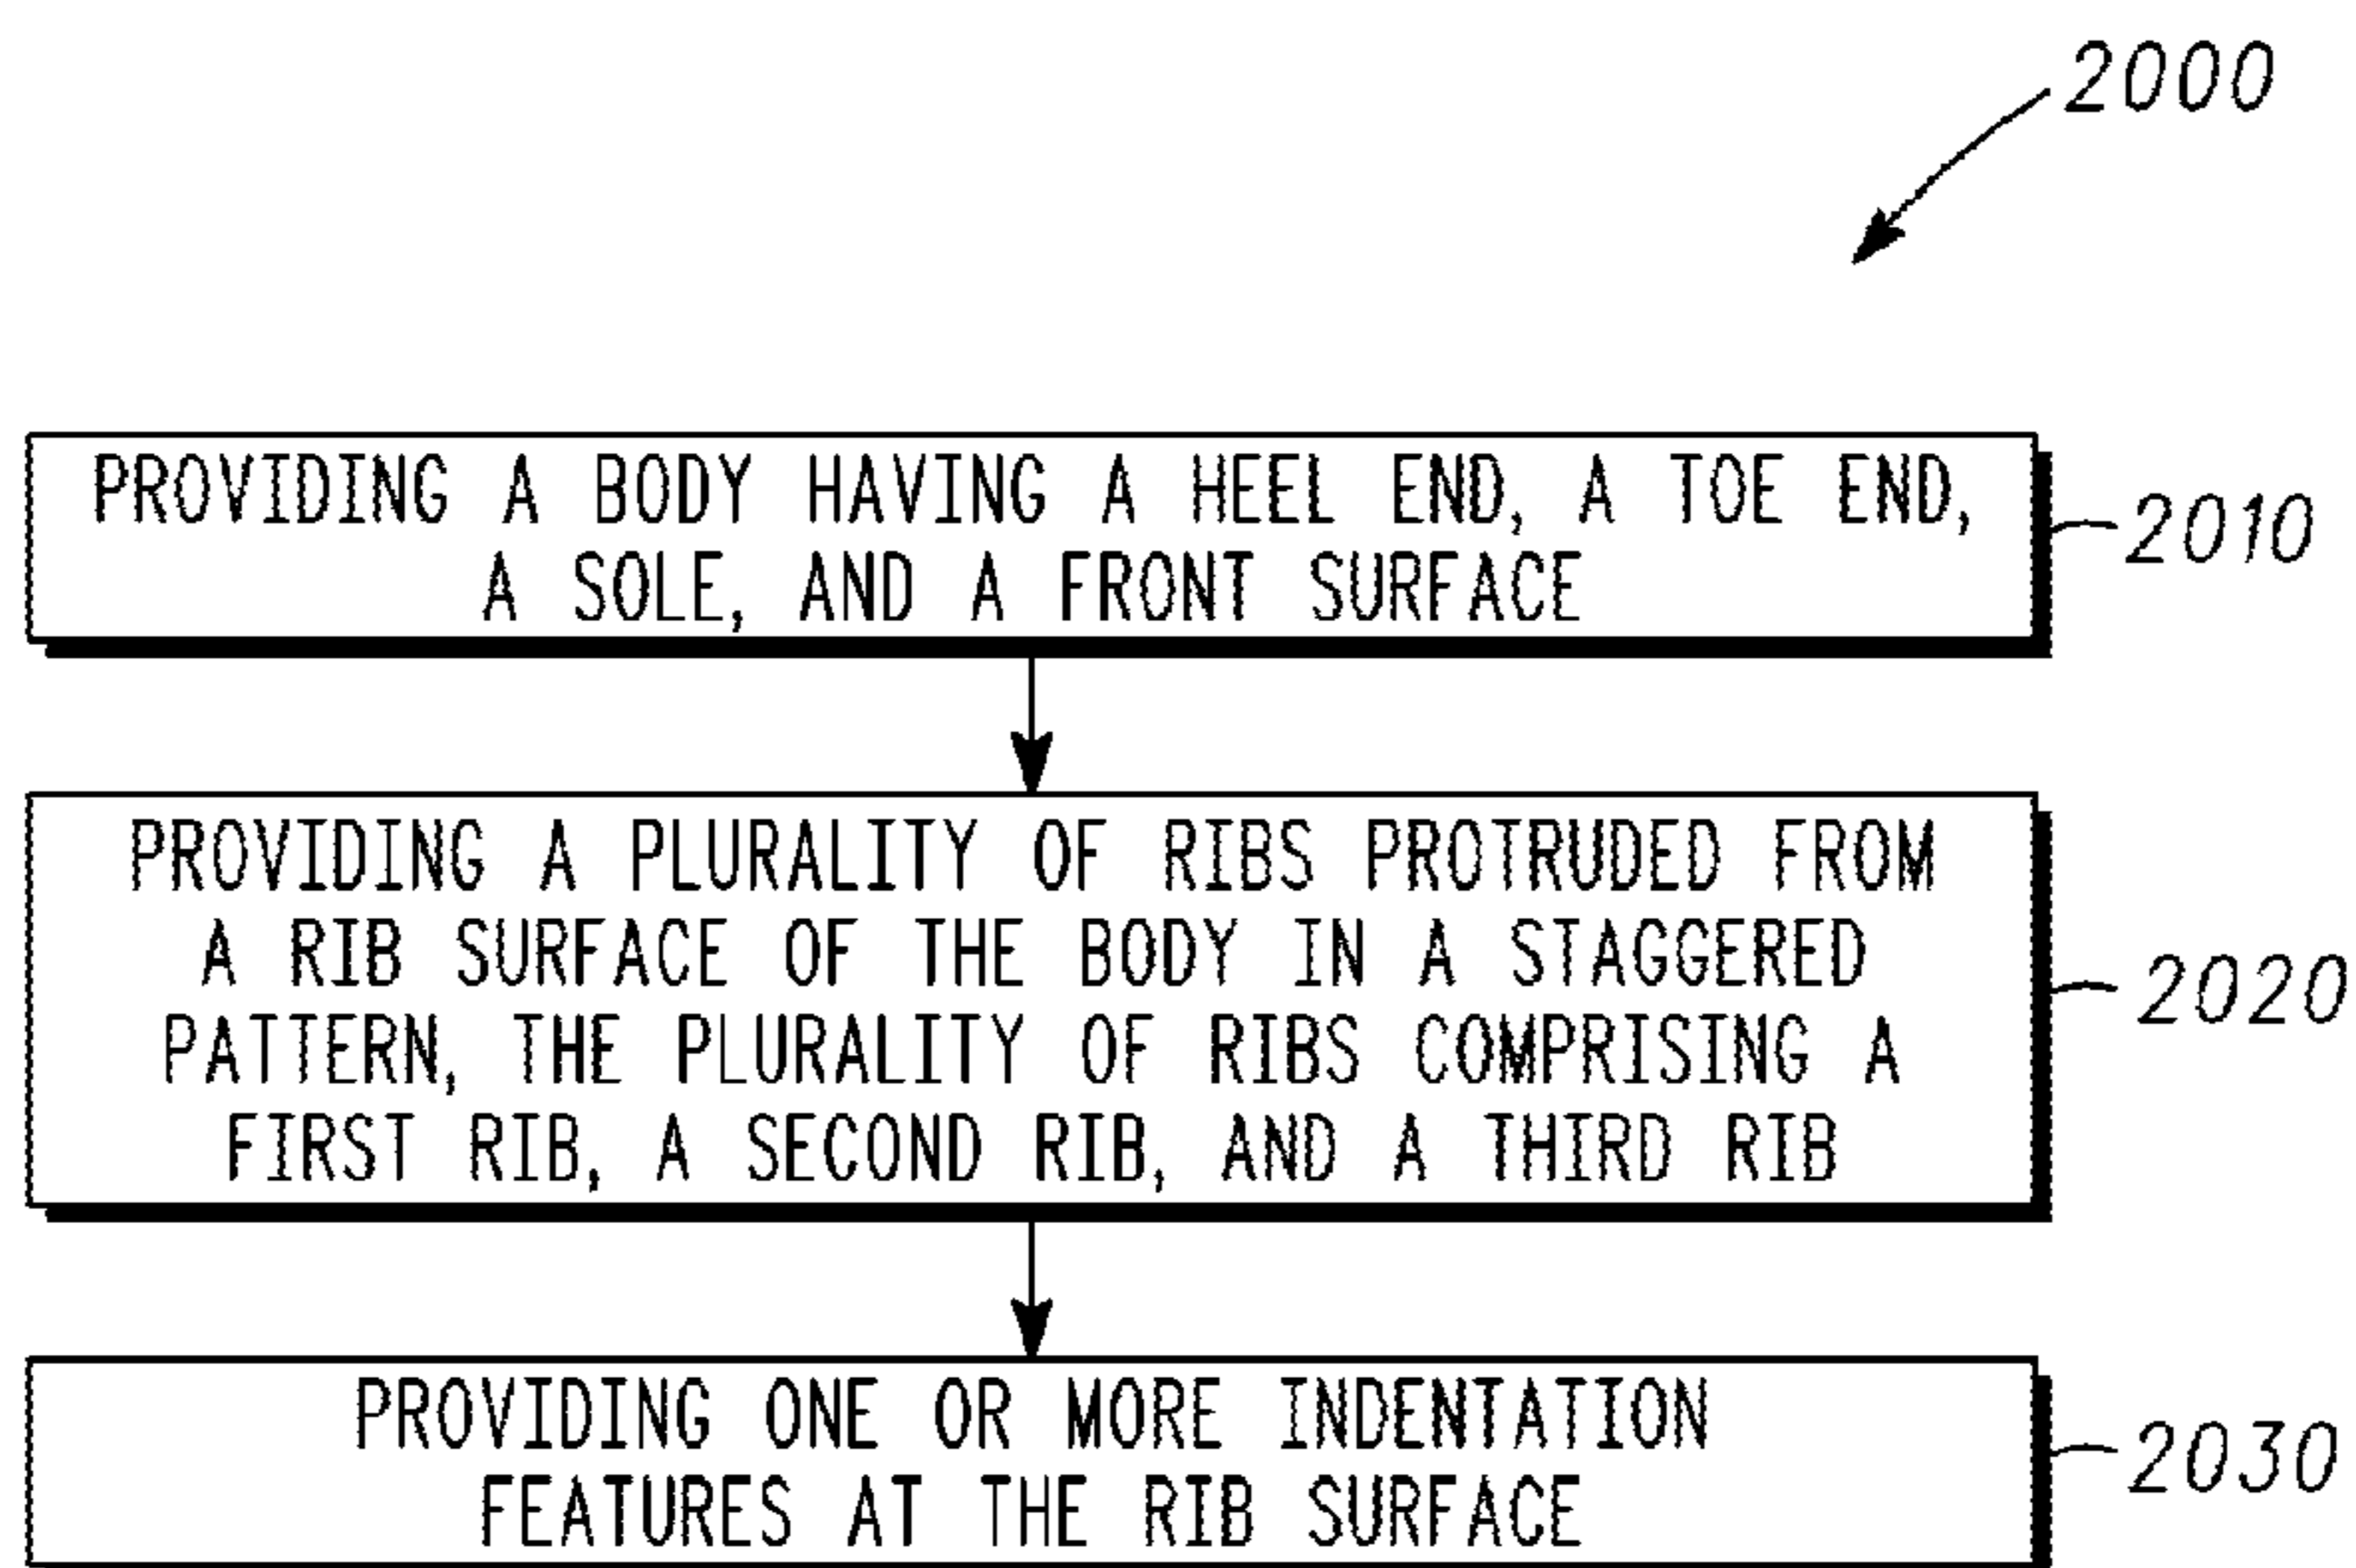 2000
PROVIDING A BODY HAVING A HEEL END, A TOE END,
A SOLE, AND A FRONT SURFACE
2010
PROVIDING A PLURALITY OF RIBS PROTRUDED FROM
A RIB SURFACE OF THE BODY IN A STAGGERED
PATTERN, THE PLURALITY OF RIBS COMPRISING A
FIRST RIB, A SECOND RIB, AND A THIRD RIB
2020
PROVIDING ONE OR MORE INDENTATION
FEATURES AT THE RIB SURFACE
2030